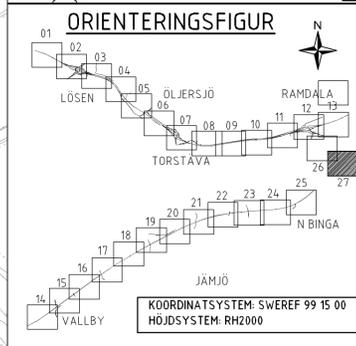 ORIENTERINGSFIGUR
N
01
02
03
04
05
06
07
08
09
10
11
12
13
26
27
LÖSEN
ÖLJERSJÖ
RAMDALA
TORSTÄVA
14
15
16
17
18
19
20
21
22
23
24
25
N BINGA
VALLBY
JÄMJÖ
KOORDINATSYSTEM: SWEREF 99 15 00
HÖJDSYSTEM: RH2000